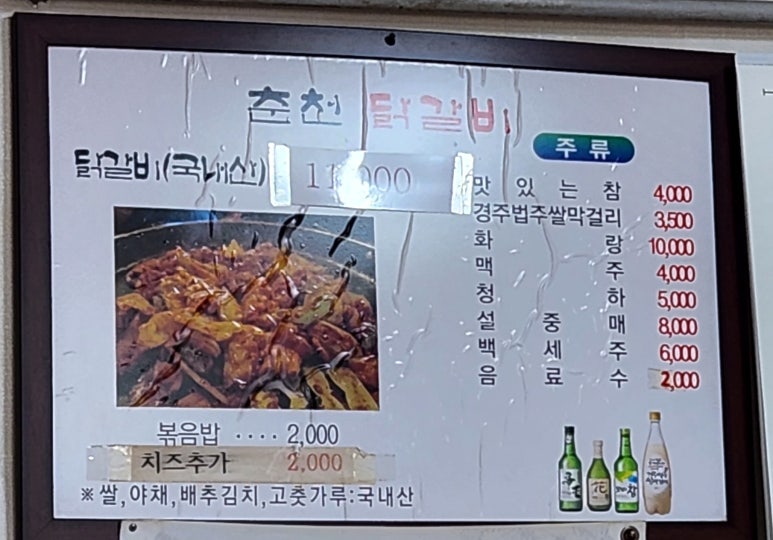 춘천 닭갈비
닭갈비(국내산) 11,000
주류
맛있는참 4,000
경주법주쌀막걸리 3,500
화랑 10,000
맥주 4,000
청하 5,000
설중매 8,000
백세주 6,000
음료수 2,000
볶음밥 ···· 2,000
치즈추가 2,000
※ 쌀,야채,배추김치,고춧가루:국내산